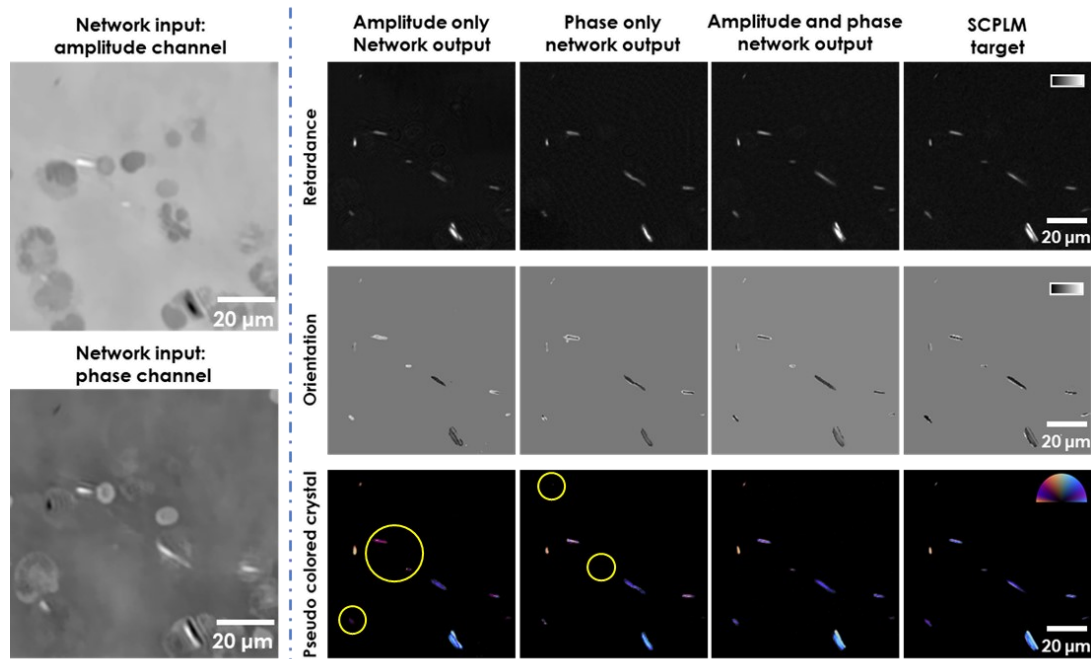 Network input:
amplitude channel
20 µm
Network input:
phase channel
20 µm
Amplitude only
Network output
Phase only
network output
Amplitude and phase
network output
SCPLM
target
Retardance
20 µm
Orientation
20 µm
Pseudo colored crystal
20 µm